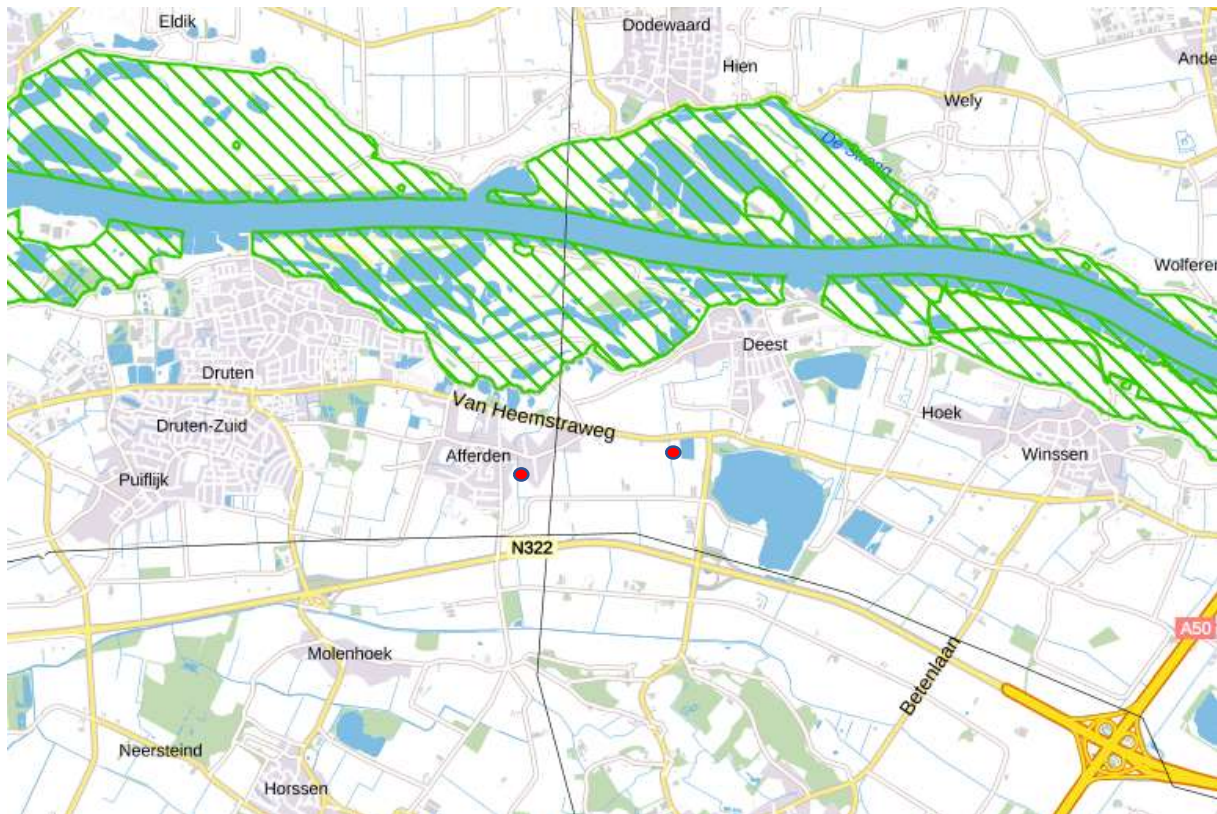 Eldik
Dodewaard
Hien
Ande
Wely
De Strang
Wolferen
Deest
Druten
Van Heemstraweg
Hoek
Druten-Zuid
Afferden
Winssen
Puiflijk
N322
A50
Molenhoek
Betenlaan
Neersteind
Horssen